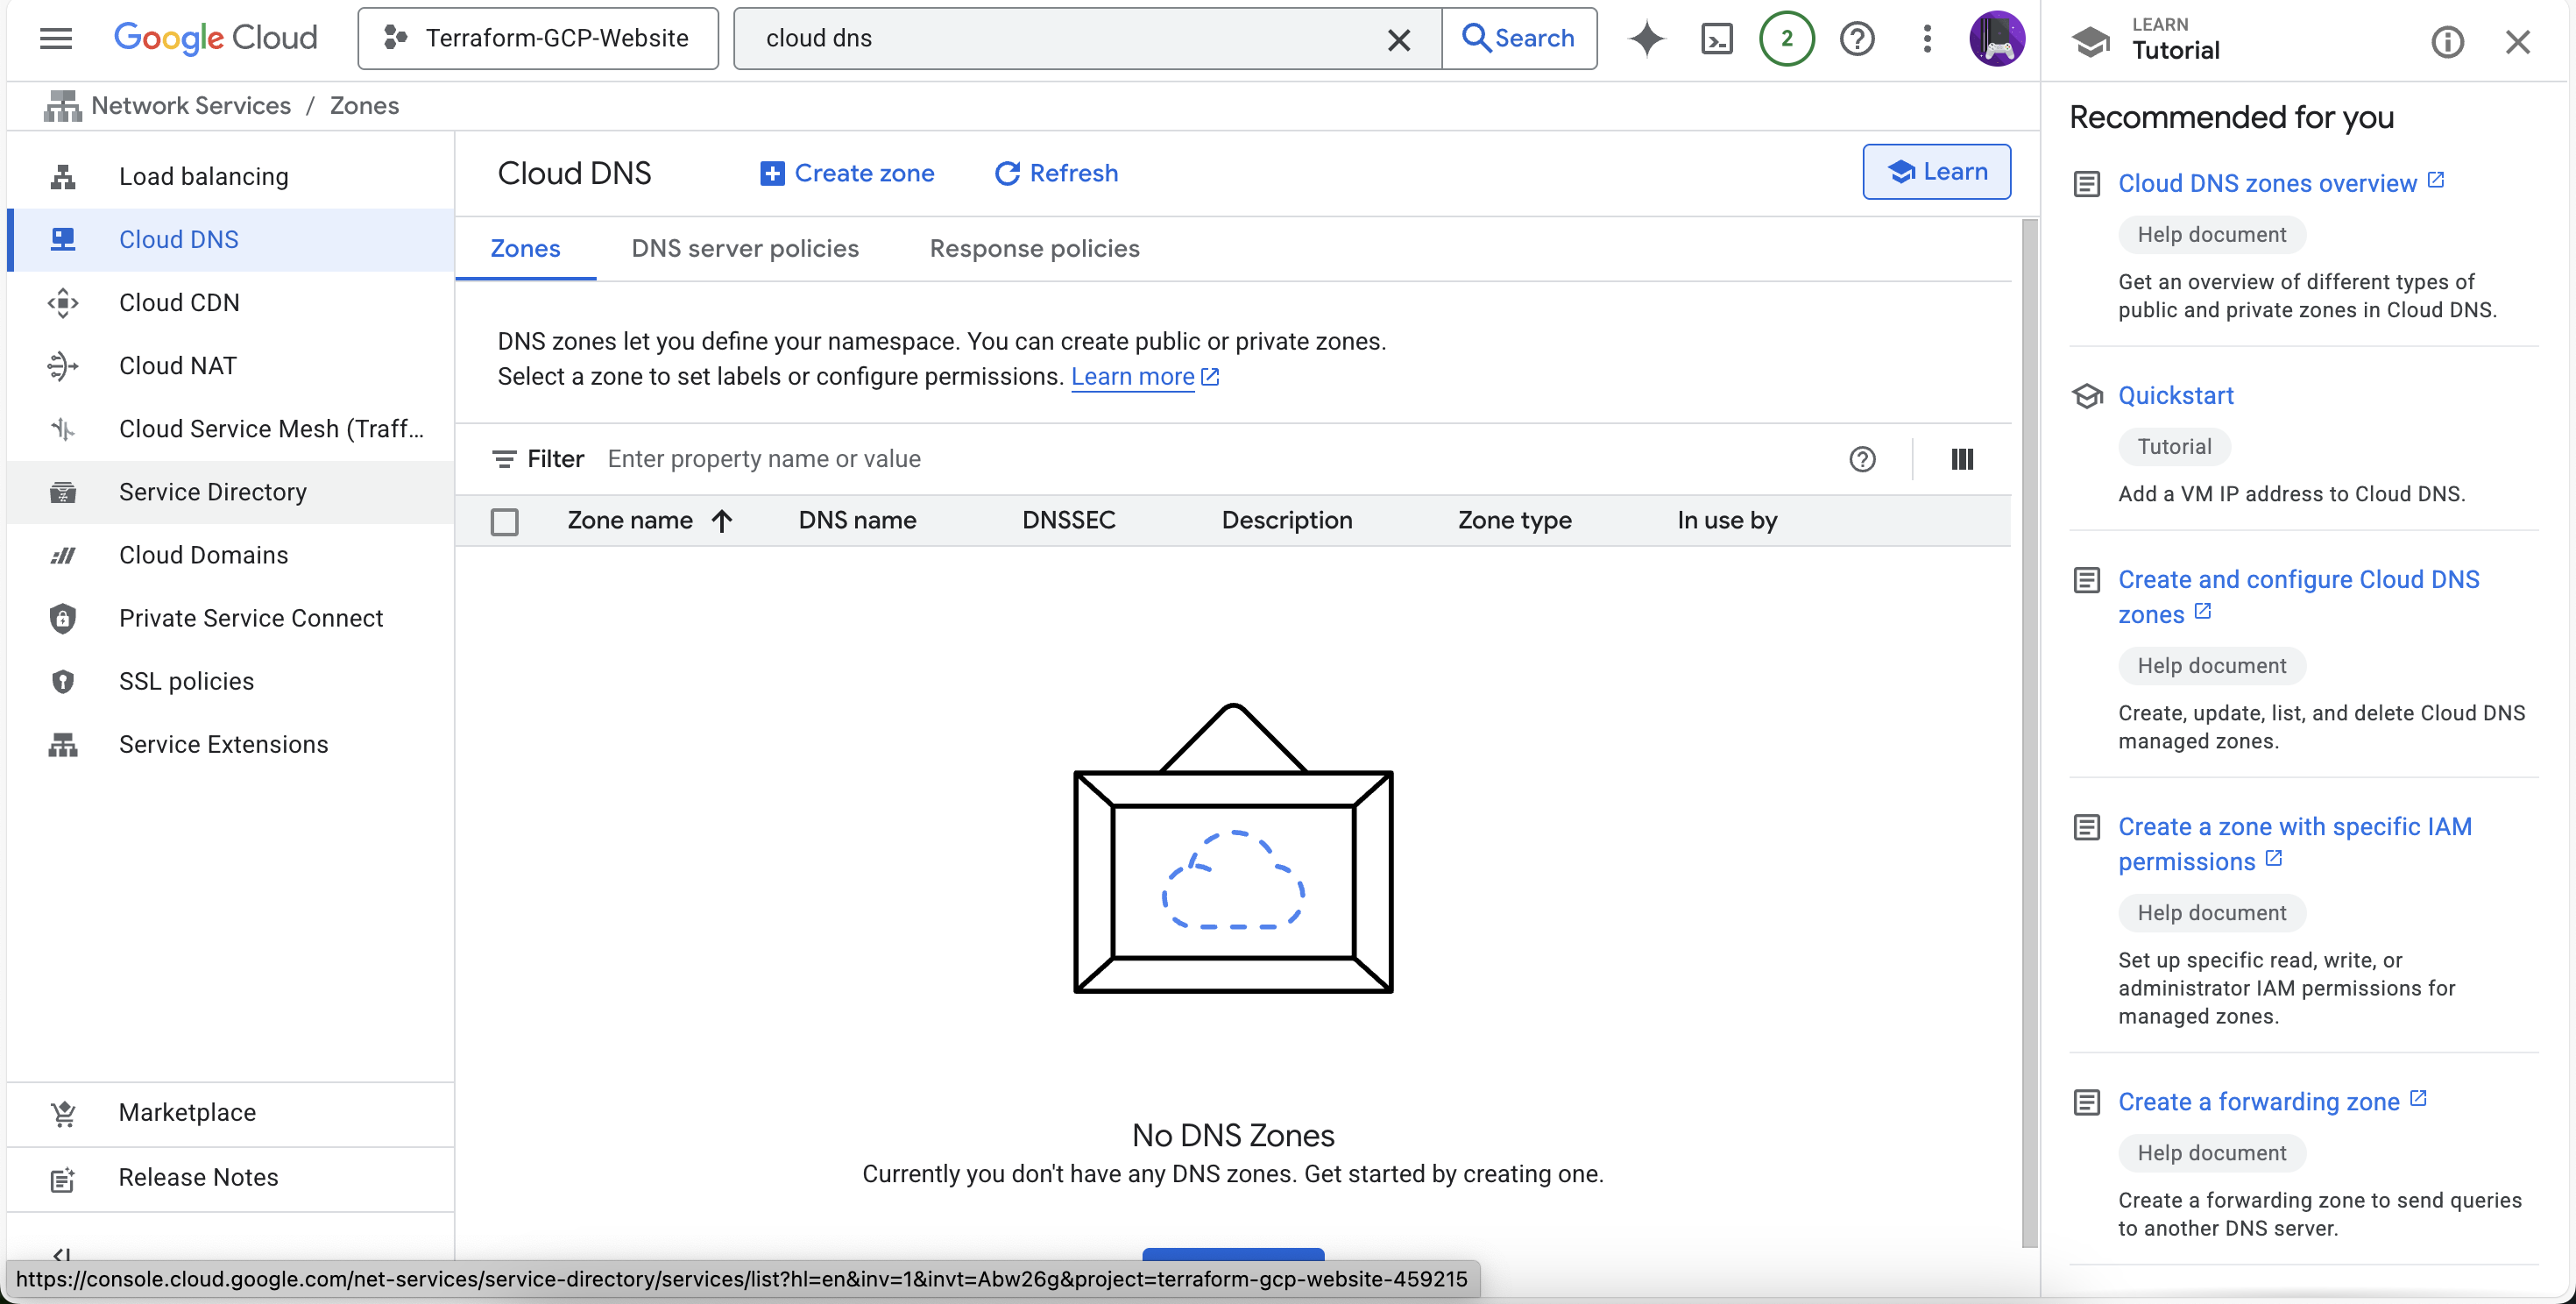 Google Cloud
Terraform-GCP-Website
cloud dns
Search
2
LEARN
Tutorial
Network Services / Zones
Load balancing
Cloud DNS
Cloud CDN
Cloud NAT
Cloud Service Mesh (Traff...
Service Directory
Cloud Domains
Private Service Connect
SSL policies
Service Extensions
Marketplace
Release Notes
Cloud DNS
Create zone
Refresh
Learn
Zones
DNS server policies
Response policies
DNS zones let you define your namespace. You can create public or private zones.
Select a zone to set labels or configure permissions. Learn more
Filter Enter property name or value
Zone name DNS name DNSSEC Description Zone type In use by
No DNS Zones
Currently you don't have any DNS zones. Get started by creating one.
Recommended for you
Cloud DNS zones overview
Help document
Get an overview of different types of
public and private zones in Cloud DNS.
Quickstart
Tutorial
Add a VM IP address to Cloud DNS.
Create and configure Cloud DNS
zones
Help document
Create, update, list, and delete Cloud DNS
managed zones.
Create a zone with specific IAM
permissions
Help document
Set up specific read, write, or
administrator IAM permissions for
managed zones.
Create a forwarding zone
Help document
Create a forwarding zone to send queries
to another DNS server.
https://console.cloud.google.com/net-services/service-directory/services/list?hl=en&inv=1&invt=Abw26g&project=terraform-gcp-website-459215